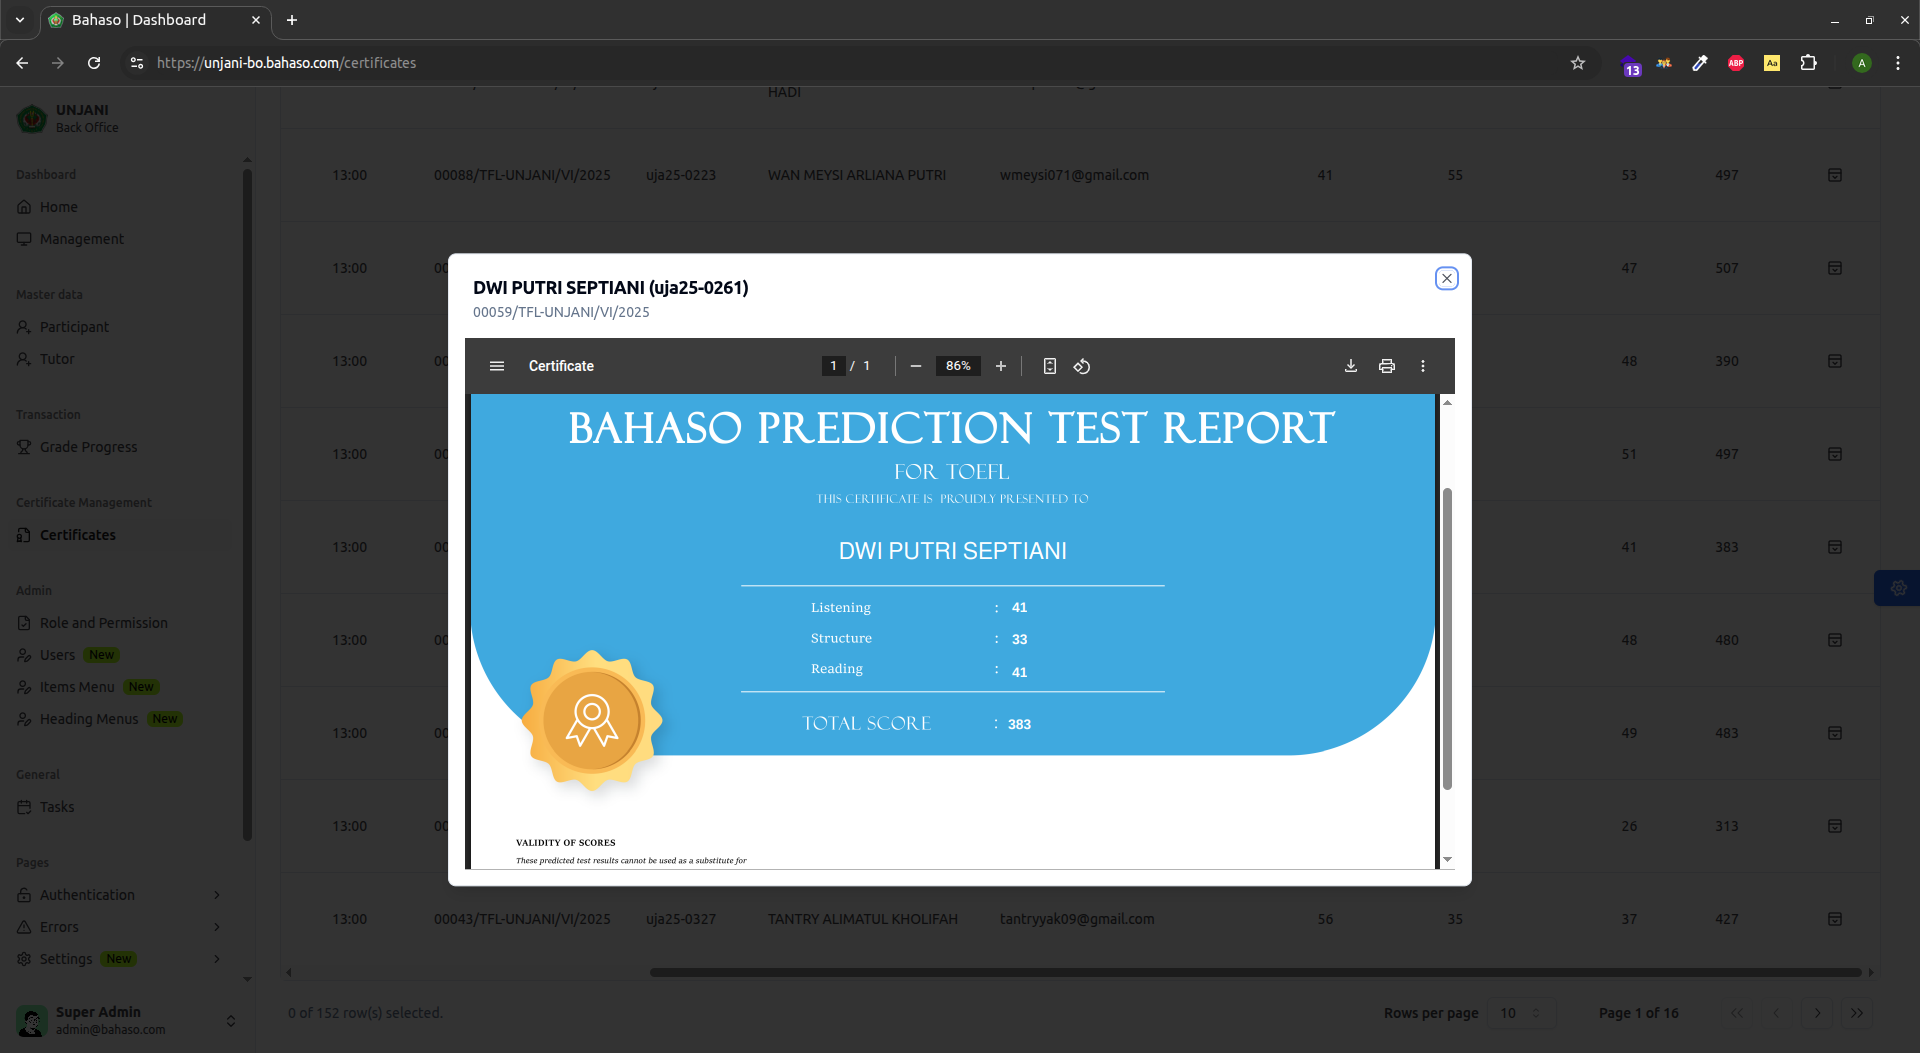 Bahaso | Dashboard
https://unjani-bo.bahaso.com/certificates
13
ABP
Aa
A
UNJANI
Back Office
Dashboard
Home
Management
Master data
Participant
Tutor
Transaction
Grade Progress
Certificate Management
Certificates
Admin
Role and Permission
Users New
Items Menu New
Heading Menus New
General
Tasks
Pages
Authentication
Errors
Settings New
Super Admin
admin@bahaso.com
HADI
13:00 00088/TFL-UNJANI/VI/2025 uja25-0223 WAN MEYSI ARLIANA PUTRI wmeysi071@gmail.com 41 55 53 497
13:00 00 47 507
13:00 00 48 390
13:00 00 51 497
13:00 00 41 383
13:00 00 48 480
13:00 00 49 483
13:00 00 26 313
13:00 00043/TFL-UNJANI/VI/2025 uja25-0327 TANTRY ALIMATUL KHOLIFAH tantryyak09@gmail.com 56 35 37 427
0 of 152 row(s) selected.
Rows per page 10 Page 1 of 16
DWI PUTRI SEPTIANI (uja25-0261)
00059/TFL-UNJANI/VI/2025
Certificate 1 / 1 86%
BAHASO PREDICTION TEST REPORT
FOR TOEFL
THIS CERTIFICATE IS PROUDLY PRESENTED TO
DWI PUTRI SEPTIANI
Listening : 41
Structure : 33
Reading : 41
TOTAL SCORE : 383
VALIDITY OF SCORES
These predicted test results cannot be used as a substitute for